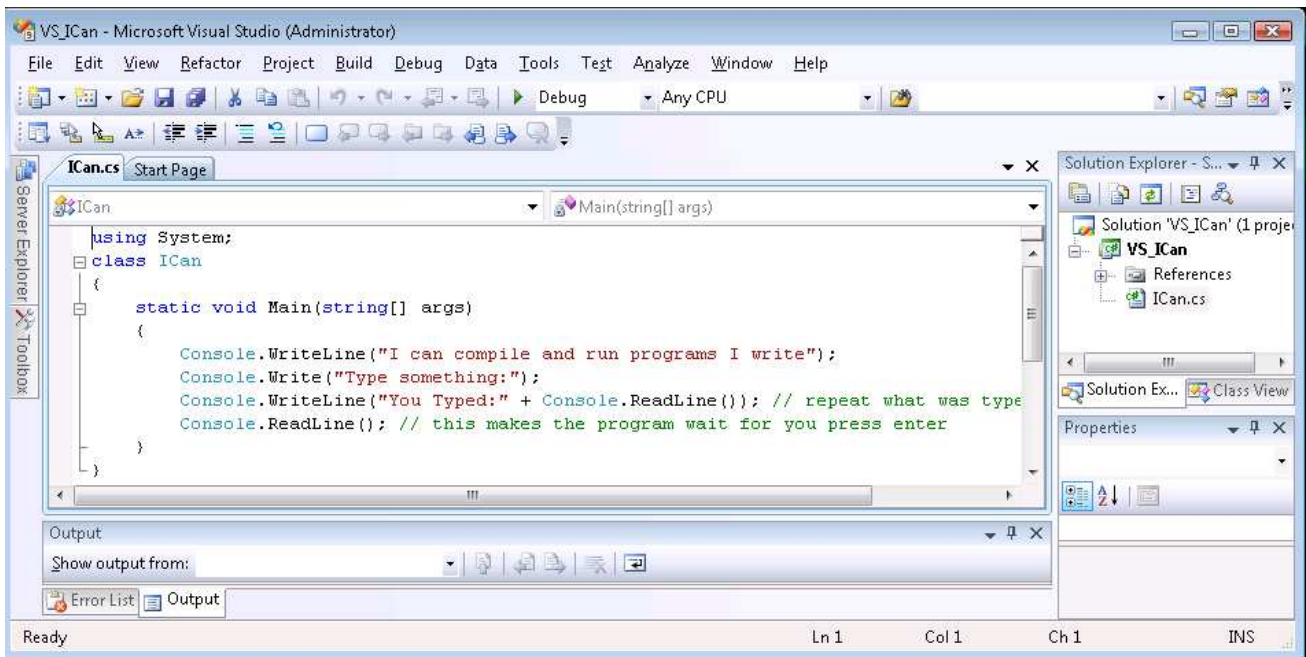 VS_ICan - Microsoft Visual Studio (Administrator)
File Edit View Refactor Project Build Debug Data Tools Test Analyze Window Help
Debug Any CPU
ICan.cs Start Page
Solution Explorer - S...
Server Explorer
Toolbox
ICan Main(string[] args)
using System;
class ICan
{
static void Main(string[] args)
{
Console.WriteLine("I can compile and run programs I write");
Console.Write("Type something:");
Console.WriteLine("You Typed:" + Console.ReadLine()); // repeat what was type
Console.ReadLine(); // this makes the program wait for you press enter
}
}
Solution 'VS_ICan' (1 proje
VS_ICan
References
ICan.cs
Solution Ex... Class View
Properties
Output
Show output from:
Error List Output
Ready Ln 1 Col 1 Ch 1 INS